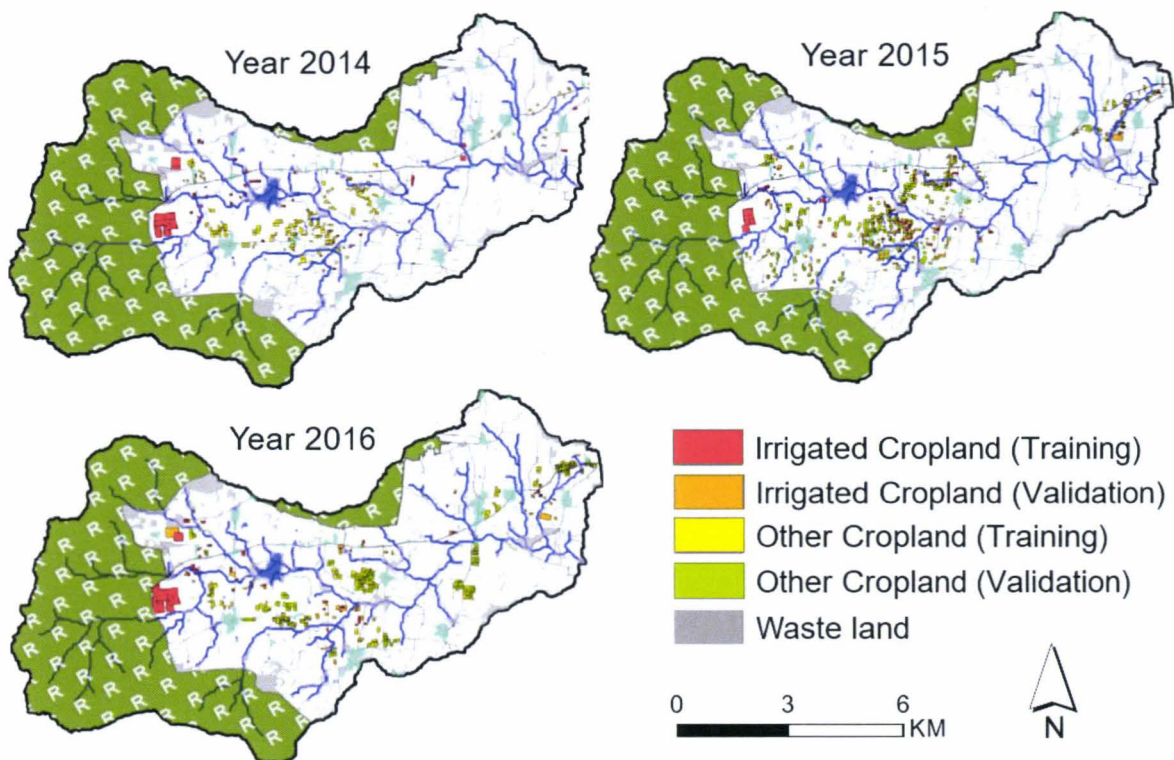 Year 2014
Year 2015
Year 2016
Irrigated Cropland (Training)
Irrigated Cropland (Validation)
Other Cropland (Training)
Other Cropland (Validation)
Waste land
0 3 6
KM
N